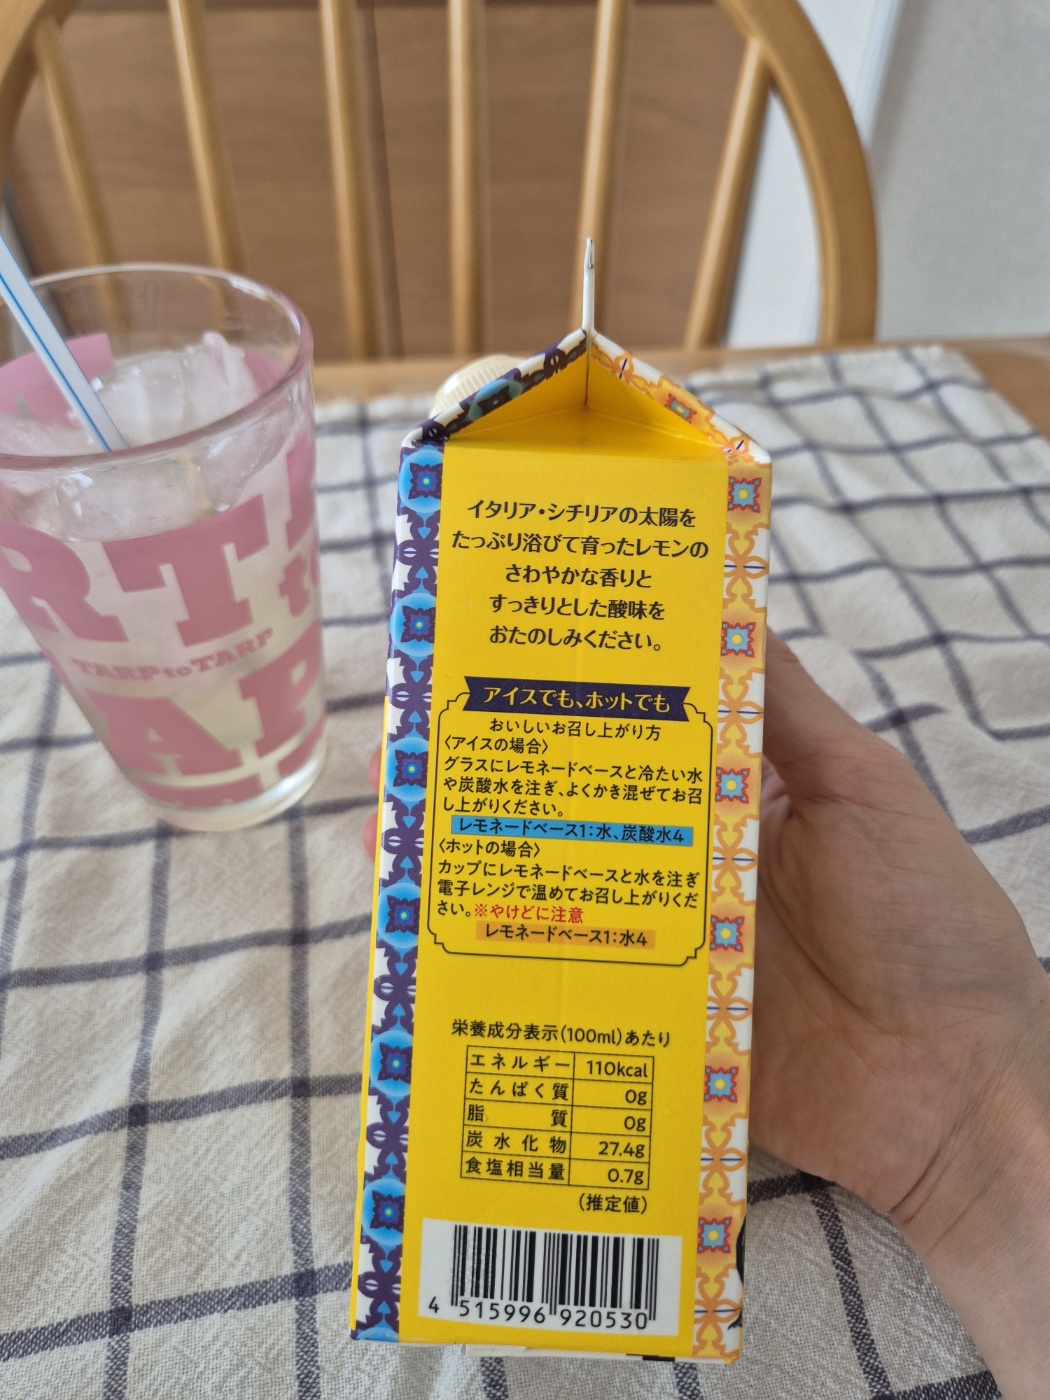 イタリア・シチリアの太陽を
たっぷり浴びて育ったレモンの
さわやかな香りと
すっきりとした酸味を
おたのしみください。
アイスでも、ホットでも
おいしいお召し上がり方
〈アイスの場合〉
グラスにレモネードベースと冷たい水
や炭酸水を注ぎ、よくかき混ぜてお召
し上がりください。
レモネードベース1:水、炭酸水4
〈ホットの場合〉
カップにレモネードベースと水を注ぎ
電子レンジで温めてお召し上がりくだ
さい。※やけどに注意
レモネードベース1:水4
栄養成分表示(100ml)あたり
エネルギー 110kcal
たんぱく質 0g
脂質 0g
炭水化物 27.4g
食塩相当量 0.7g
(推定値)
4 515996 920530
RT
TARP to TARP
AP